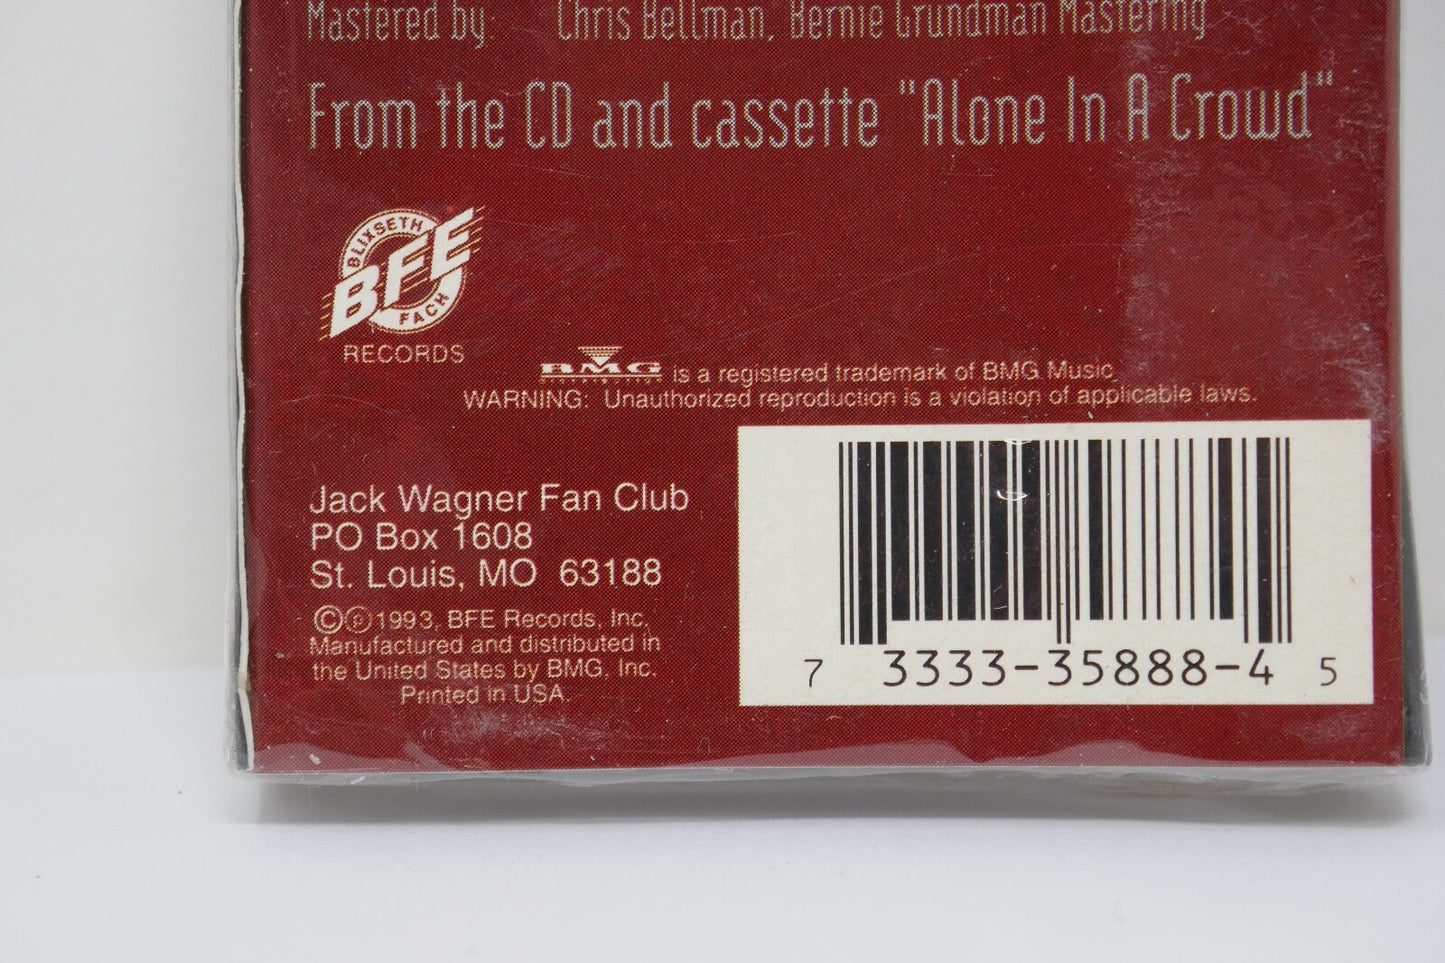 Mastered by: Chris Bellman, Bernie Grundman Mastering
From the CD and cassette "Alone In A Crowd"
BLIXSETH
BFE
FACH
RECORDS
BMG DISTRIBUTION is a registered trademark of BMG Music
WARNING: Unauthorized reproduction is a violation of applicable laws.
Jack Wagner Fan Club
PO Box 1608
St. Louis, MO 63188
©℗1993, BFE Records, Inc.
Manufactured and distributed in
the United States by BMG, Inc.
Printed in USA.
7 3333-35888-4 5